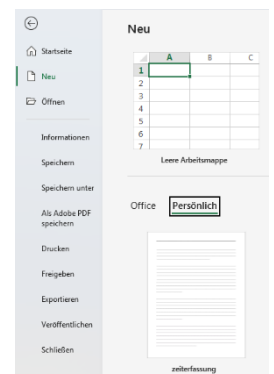 Neu
Startseite
Neu
Öffnen
Informationen
Speichern
Speichern unter
Als Adobe PDF
speichern
Drucken
Freigeben
Exportieren
Veröffentlichen
Schließen
A B C
1
2
3
4
5
6
7
Leere Arbeitsmappe
Office Persönlich
zeiterfassung